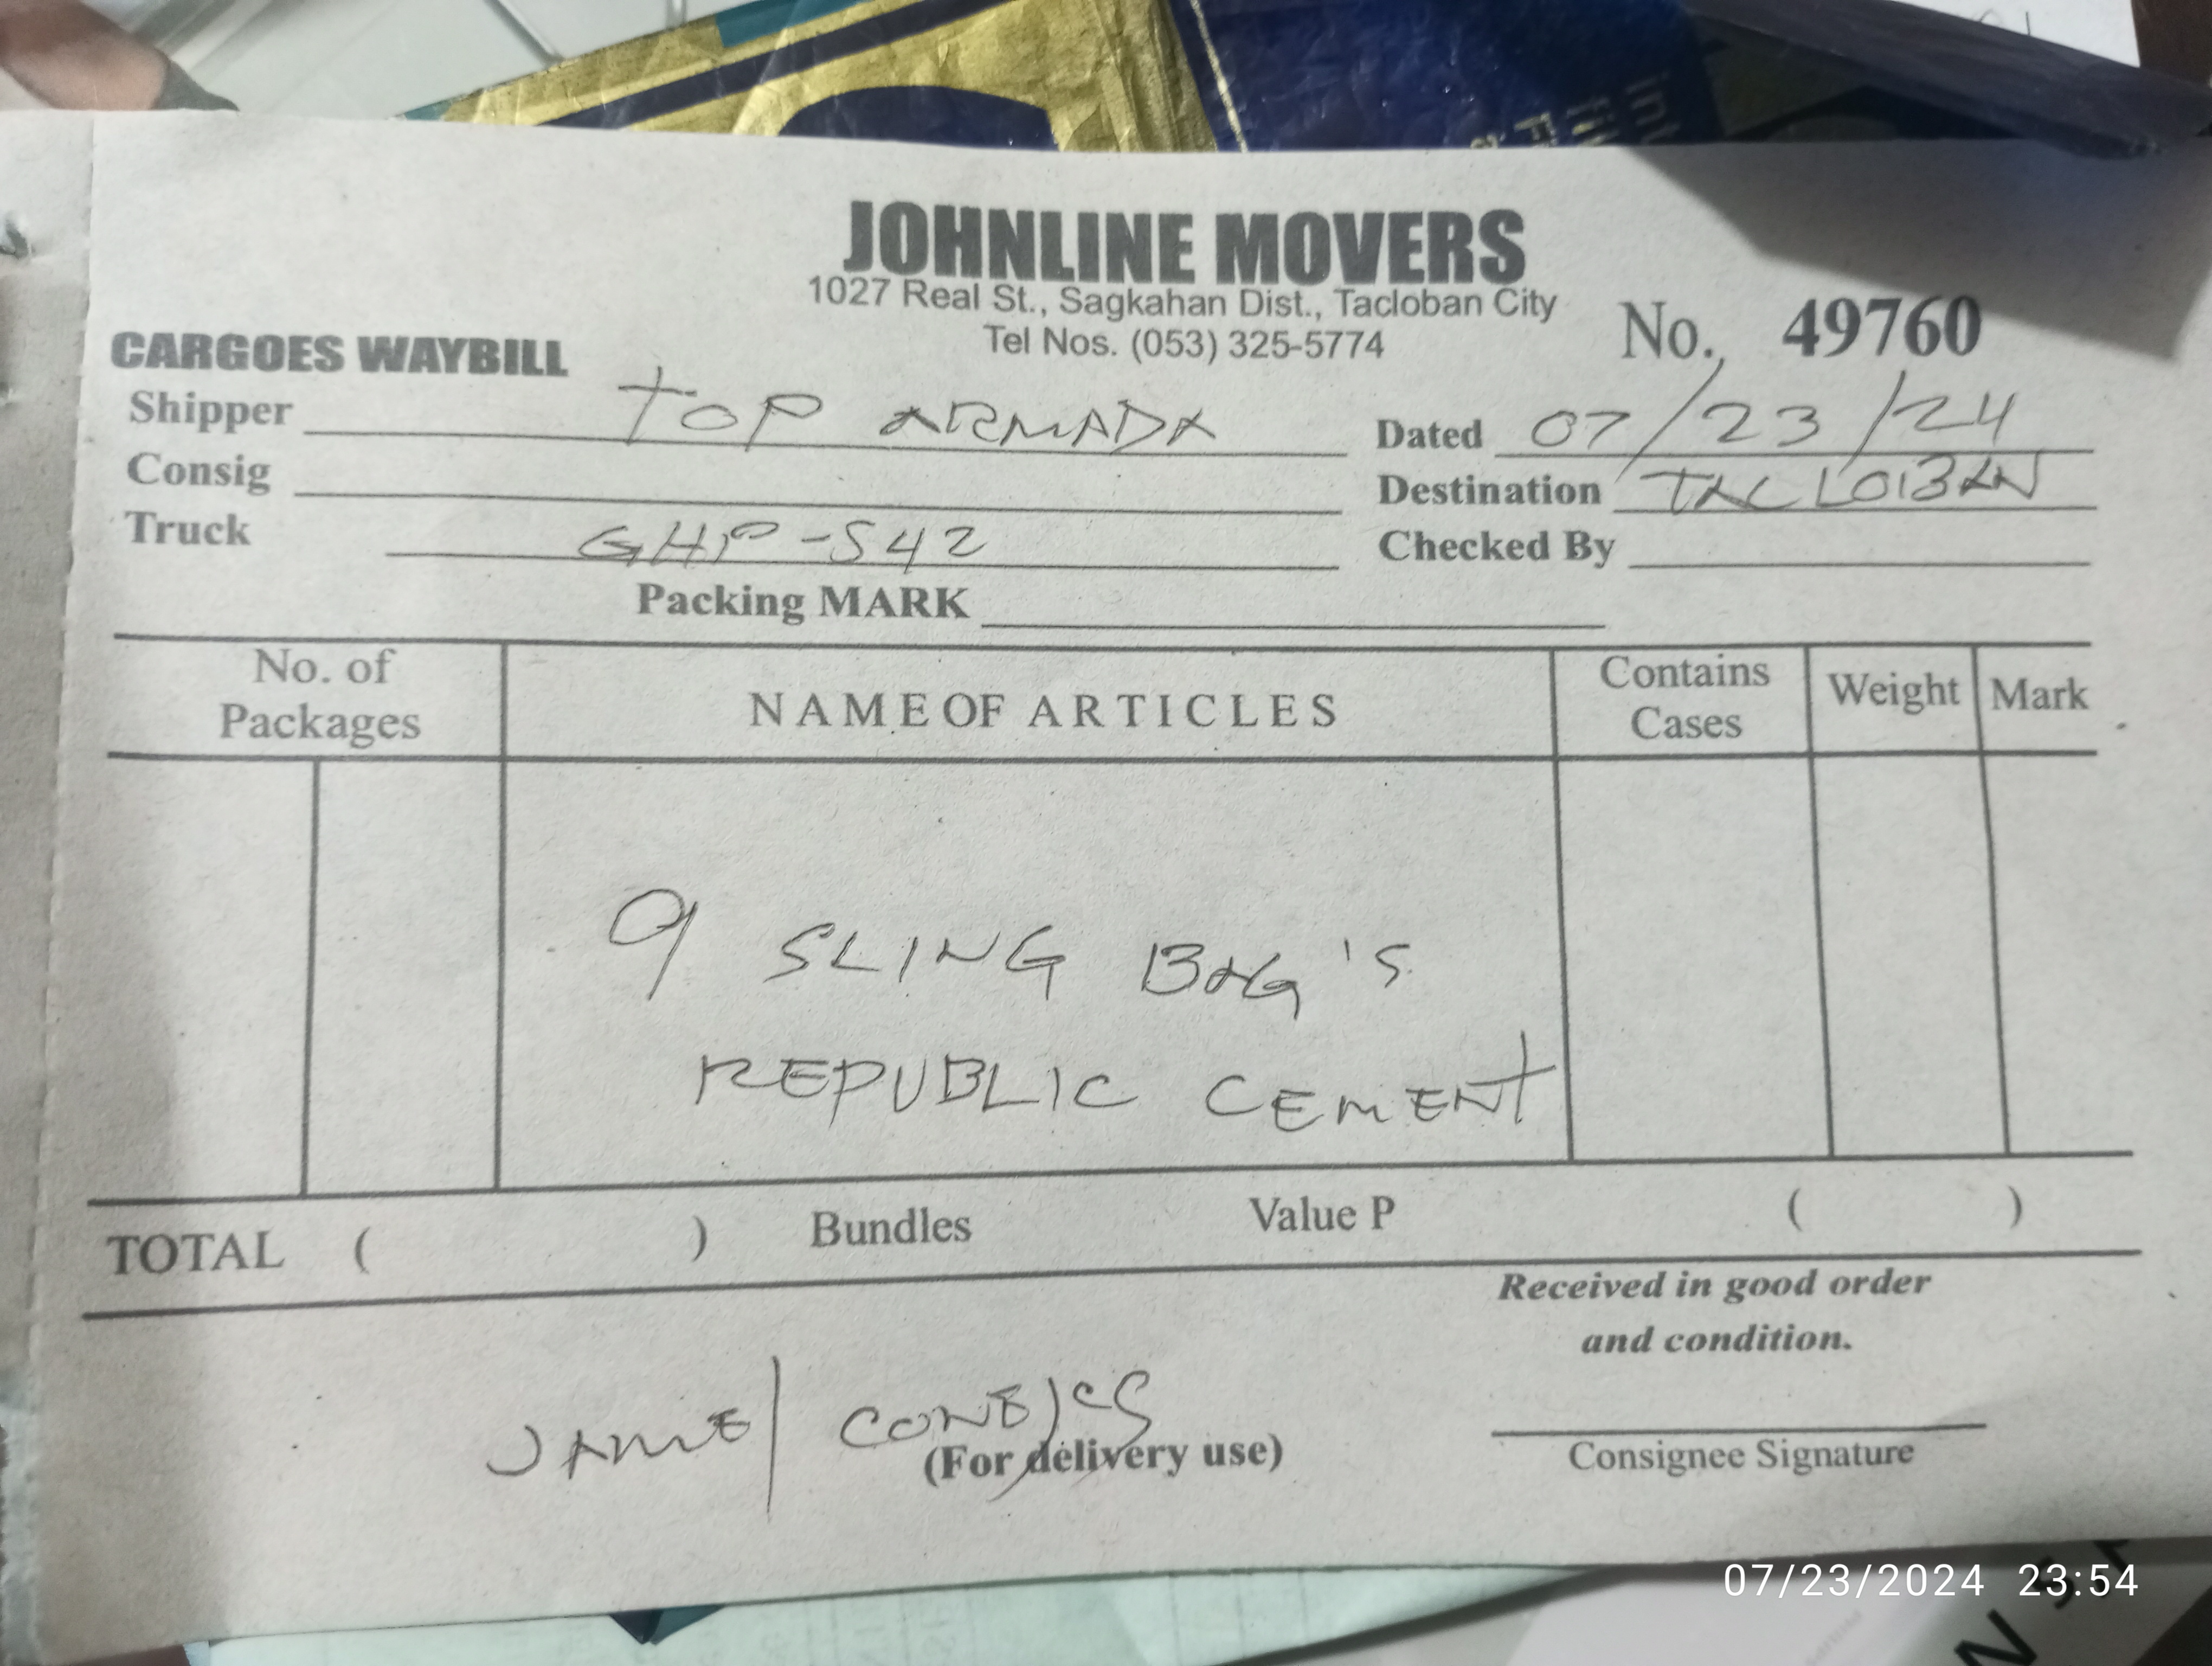 JOHNLINE MOVERS
1027 Real St., Sagkahan Dist., Tacloban City
Tel Nos. (053) 325-5774
No. 49760
CARGOES WAYBILL
Shipper TOP ARMADA
Dated 07/23/24
Consig
Destination TACLOBAN
Truck GHP-542
Checked By
Packing MARK
No. of Packages
NAME OF ARTICLES
Contains Cases
Weight
Mark
9 SLING BAG'S
REPUBLIC CEMENT
TOTAL ( ) Bundles Value P ( )
Received in good order
and condition.
(For delivery use)
Consignee Signature
07/23/2024 23:54